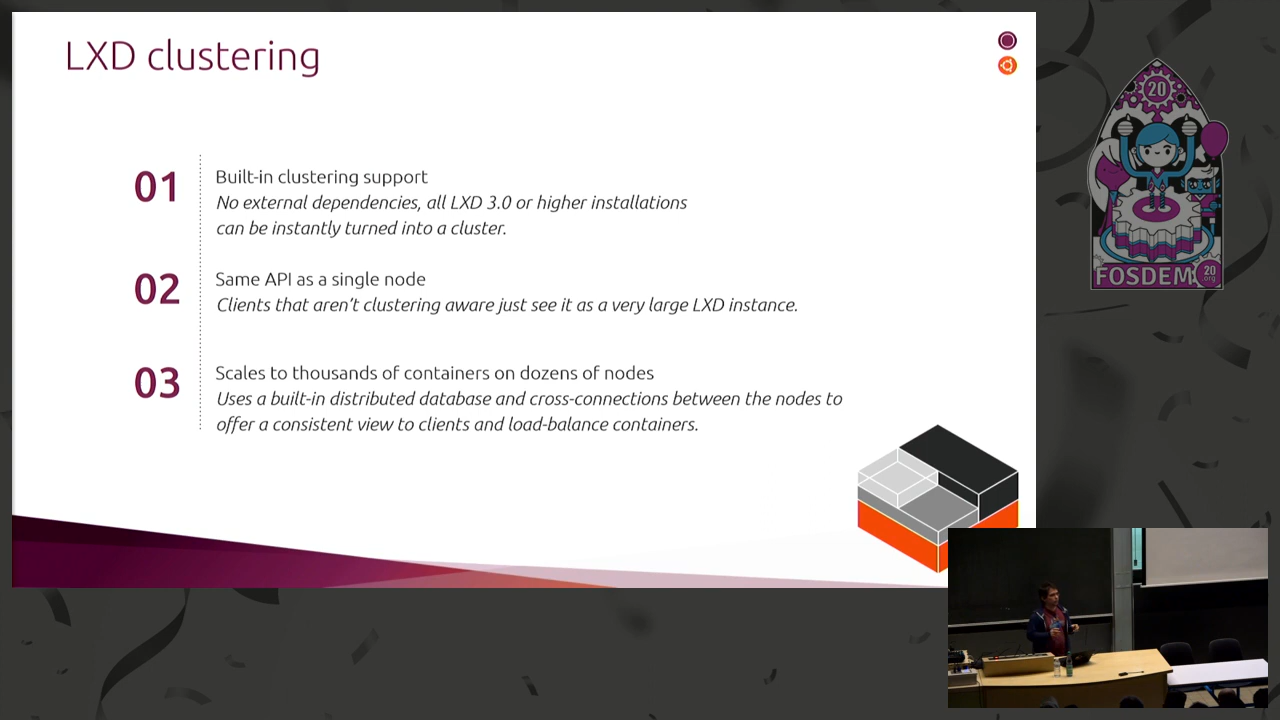 LXD clustering
01
Built-in clustering support
No external dependencies, all LXD 3.0 or higher installations
can be instantly turned into a cluster.
02
Same API as a single node
Clients that aren't clustering aware just see it as a very large LXD instance.
03
Scales to thousands of containers on dozens of nodes
Uses a built-in distributed database and cross-connections between the nodes to
offer a consistent view to clients and load-balance containers.
20
FOSDEM
20
.org